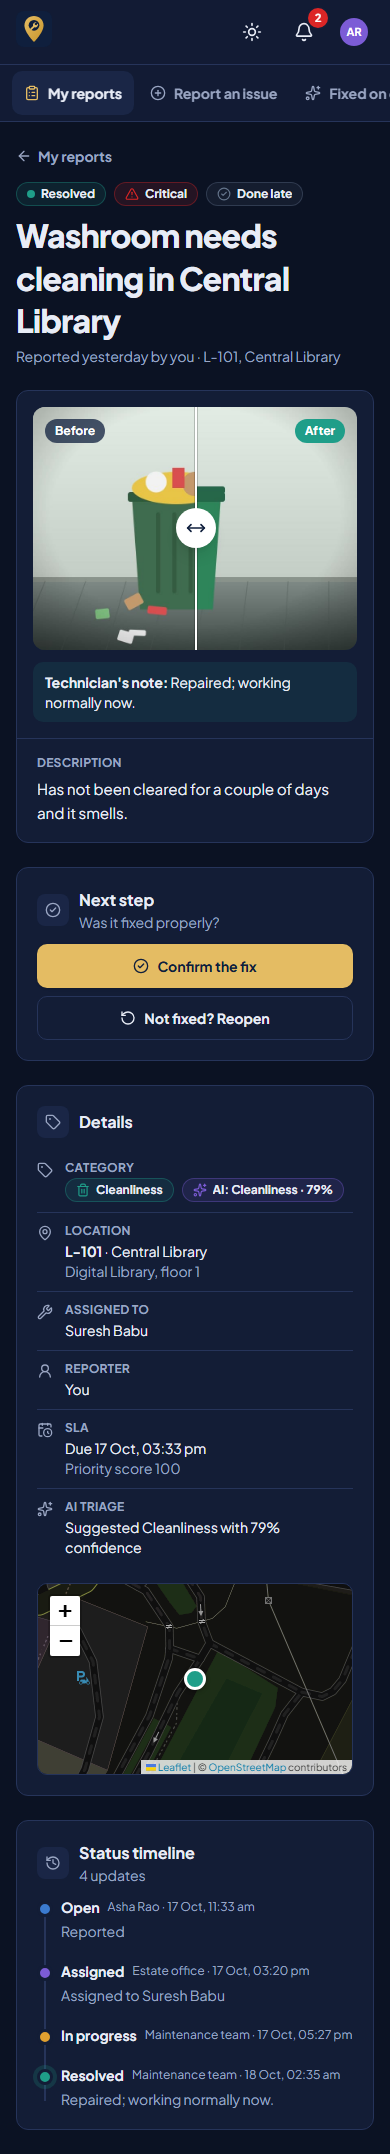 2
AR
My reports
Report an issue
Fixed on
My reports
Resolved
Critical
Done late
Washroom needs
cleaning in Central
Library
Reported yesterday by you · L-101, Central Library
Before
After
Technician's note: Repaired; working
normally now.
DESCRIPTION
Has not been cleared for a couple of days
and it smells.
Next step
Was it fixed properly?
Confirm the fix
Not fixed? Reopen
Details
CATEGORY
Cleanliness
AI: Cleanliness · 79%
LOCATION
L-101 · Central Library
Digital Library, floor 1
ASSIGNED TO
Suresh Babu
REPORTER
You
SLA
Due 17 Oct, 03:33 pm
Priority score 100
AI TRIAGE
Suggested Cleanliness with 79%
confidence
+
−
P
Leaflet | © OpenStreetMap contributors
Status timeline
4 updates
Open Asha Rao · 17 Oct, 11:33 am
Reported
Assigned Estate office · 17 Oct, 03:20 pm
Assigned to Suresh Babu
In progress Maintenance team · 17 Oct, 05:27 pm
Resolved Maintenance team · 18 Oct, 02:35 am
Repaired; working normally now.